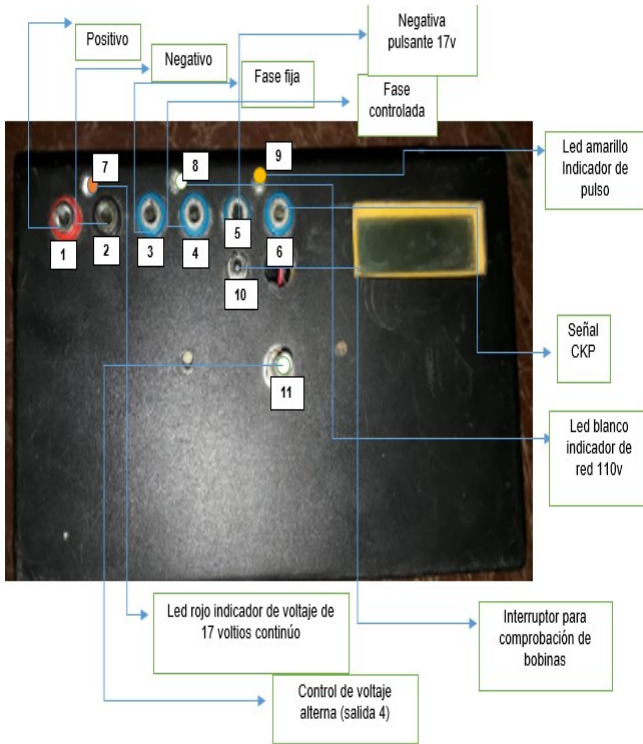 Positivo
Negativo
Fase fija
Negativa
pulsante 17v
Fase
controlada
Led amarillo
Indicador de
pulso
7
8
9
1
2
3
4
5
6
10
11
Señal
CKP
Led blanco
indicador de
red 110v
Led rojo indicador de voltaje de
17 voltios continúo
Control de voltaje
alterna (salida 4)
Interruptor para
comprobación de
bobinas